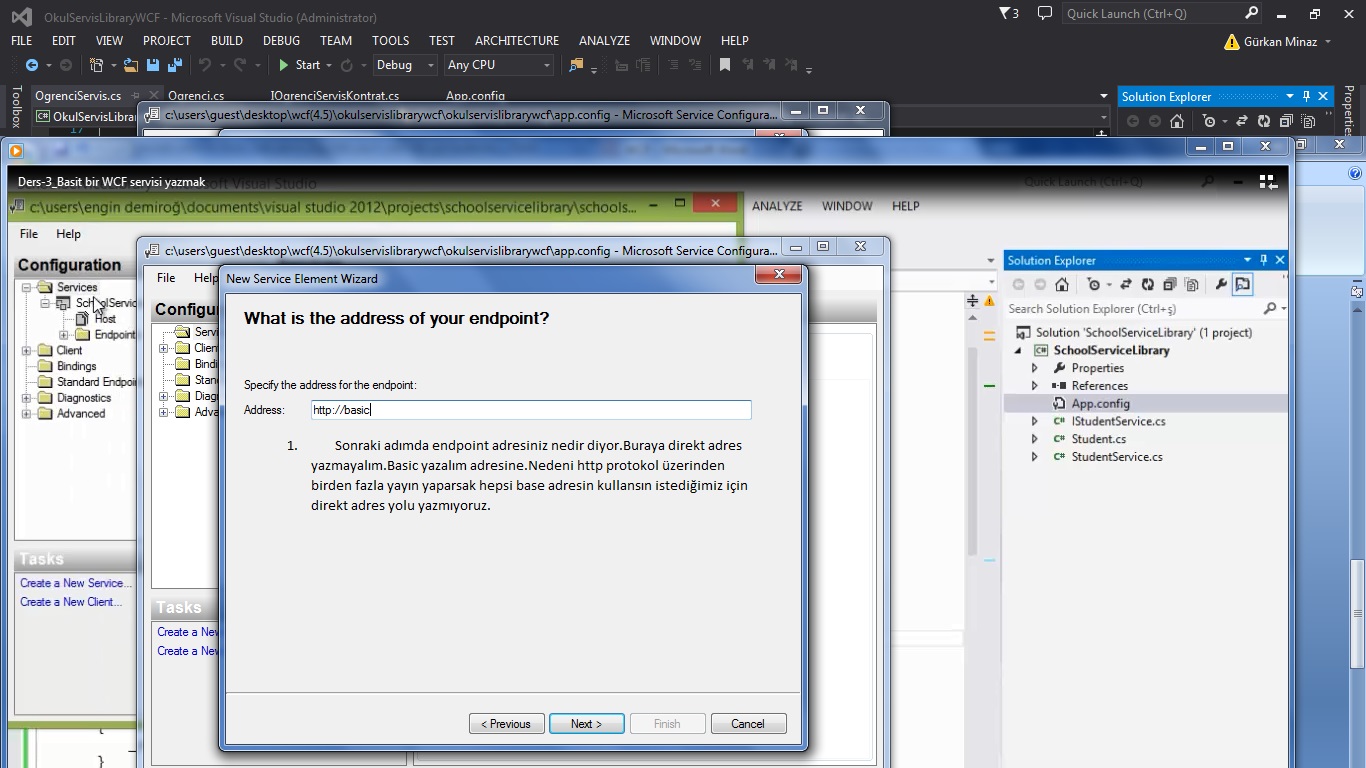 OkulServisLibraryWCF - Microsoft Visual Studio (Administrator)
3
Quick Launch (Ctrl+Q)
FILE EDIT VIEW PROJECT BUILD DEBUG TEAM TOOLS TEST ARCHITECTURE ANALYZE WINDOW HELP
Gürkan Minaz
Start Debug Any CPU
Toolbox
OgrenciServis.cs Ogrenci.cs IOgrenciServisKontrat.cs App.config
Solution Explorer
Properties
OkulServisLibrar
17
c:\users\guest\desktop\wcf(4.5)\okulservislibrarywcf\okulservislibrarywcf\app.config - Microsoft Service Configura...
Ders-3_Basit bir WCF servisi yazmak
Visual Studio
Quick Launch (Ctrl+Q)
c:\users\engin demiroğ\documents\visual studio 2012\projects\schoolservicelibrary\schools...
ANALYZE WINDOW HELP
File Help
c:\users\guest\desktop\wcf(4.5)\okulservislibrarywcf\okulservislibrarywcf\app.config - Microsoft Service Configura...
File Help
Configuration
Services
SchoolServic
Host
Endpoint
Client
Bindings
Standard Endpoi
Diagnostics
Advanced
Tasks
Create a New Service...
Create a New Client...
Configu
Servi
Clien
Bindi
Stan
Diag
Adva
Tasks
Create a New
Create a New
New Service Element Wizard
What is the address of your endpoint?
Specify the address for the endpoint:
Address: http://basic
1. Sonraki adımda endpoint adresiniz nedir diyor.Buraya direkt adres
yazmayalım.Basic yazalım adresine.Nedeni http protokol üzerinden
birden fazla yayın yaparsak hepsi base adresin kullansın istediğimiz için
direkt adres yolu yazmıyoruz.
< Previous Next > Finish Cancel
Solution Explorer
Search Solution Explorer (Ctrl+ş)
Solution 'SchoolServiceLibrary' (1 project)
SchoolServiceLibrary
Properties
References
App.config
IStudentService.cs
Student.cs
StudentService.cs
{
}